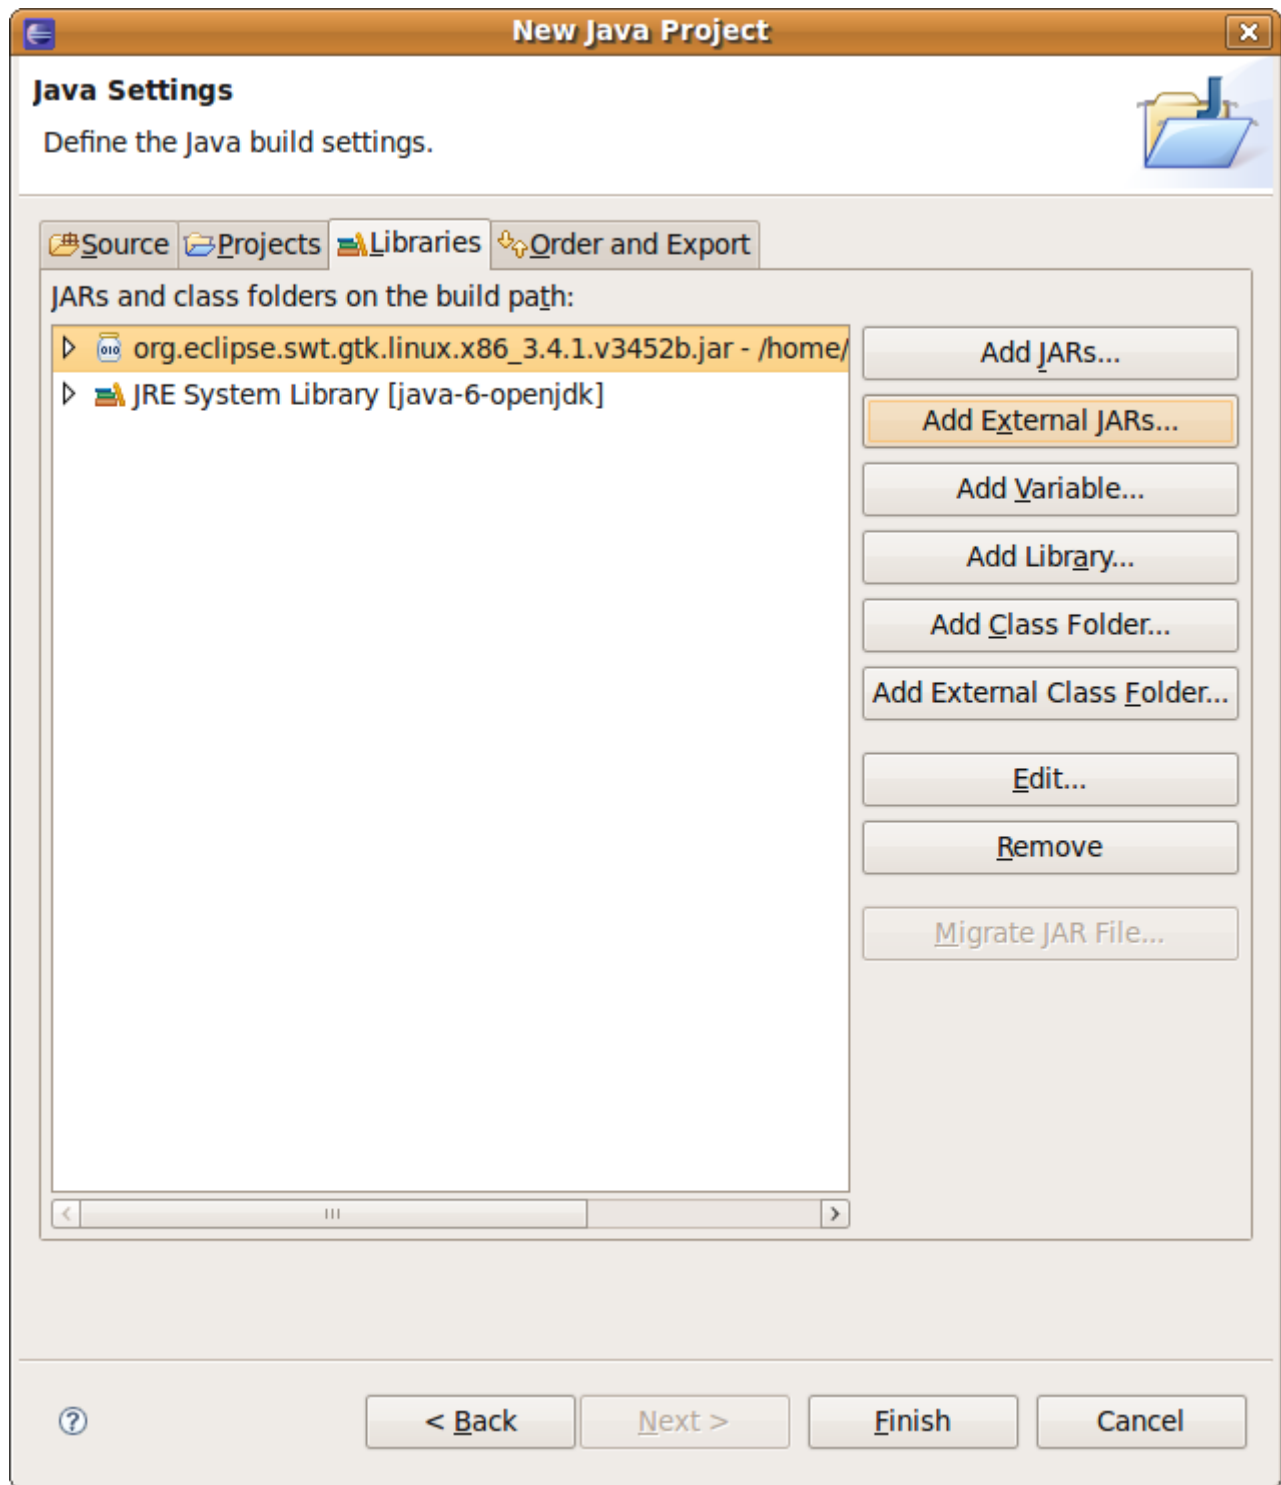 New Java Project
Java Settings
Define the Java build settings.
Source Projects Libraries Order and Export
JARs and class folders on the build path:
org.eclipse.swt.gtk.linux.x86_3.4.1.v3452b.jar - /home/
JRE System Library [java-6-openjdk]
Add JARs...
Add External JARs...
Add Variable...
Add Library...
Add Class Folder...
Add External Class Folder...
Edit...
Remove
Migrate JAR File...
< Back Next > Finish Cancel